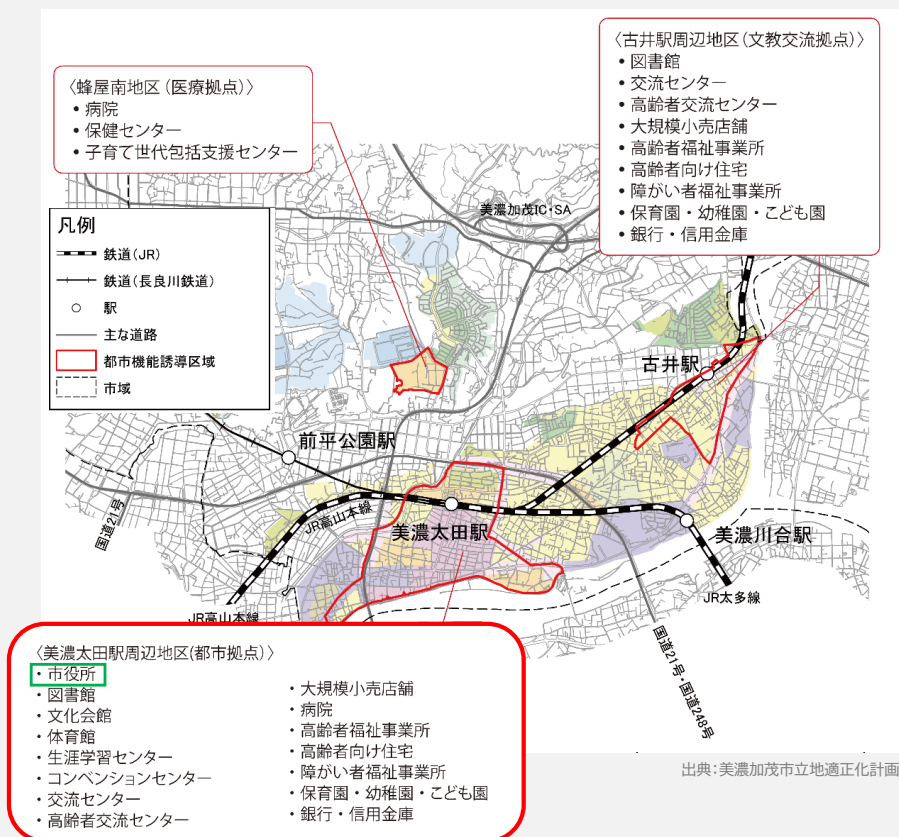 〈古井駅周辺地区（文教交流拠点）〉
• 図書館
• 交流センター
• 高齢者交流センター
• 大規模小売店舗
• 高齢者福祉事業所
• 高齢者向け住宅
• 障がい者福祉事業所
• 保育園・幼稚園・こども園
• 銀行・信用金庫
〈蜂屋南地区（医療拠点）〉
• 病院
• 保健センター
• 子育て世代包括支援センター
美濃加茂IC・SA
凡例
鉄道（JR）
鉄道（長良川鉄道）
駅
主な道路
都市機能誘導区域
市域
古井駅
前平公園駅
国道21号
JR高山本線
美濃太田駅
美濃川合駅
JR高山本線
JR太多線
国道21号・国道248号
〈美濃太田駅周辺地区(都市拠点)〉
・市役所
・図書館
・文化会館
・体育館
・生涯学習センター
・コンベンションセンター
・交流センター
・高齢者交流センター
・大規模小売店舗
・病院
・高齢者福祉事業所
・高齢者向け住宅
・障がい者福祉事業所
・保育園・幼稚園・こども園
・銀行・信用金庫
出典：美濃加茂市立地適正化計画